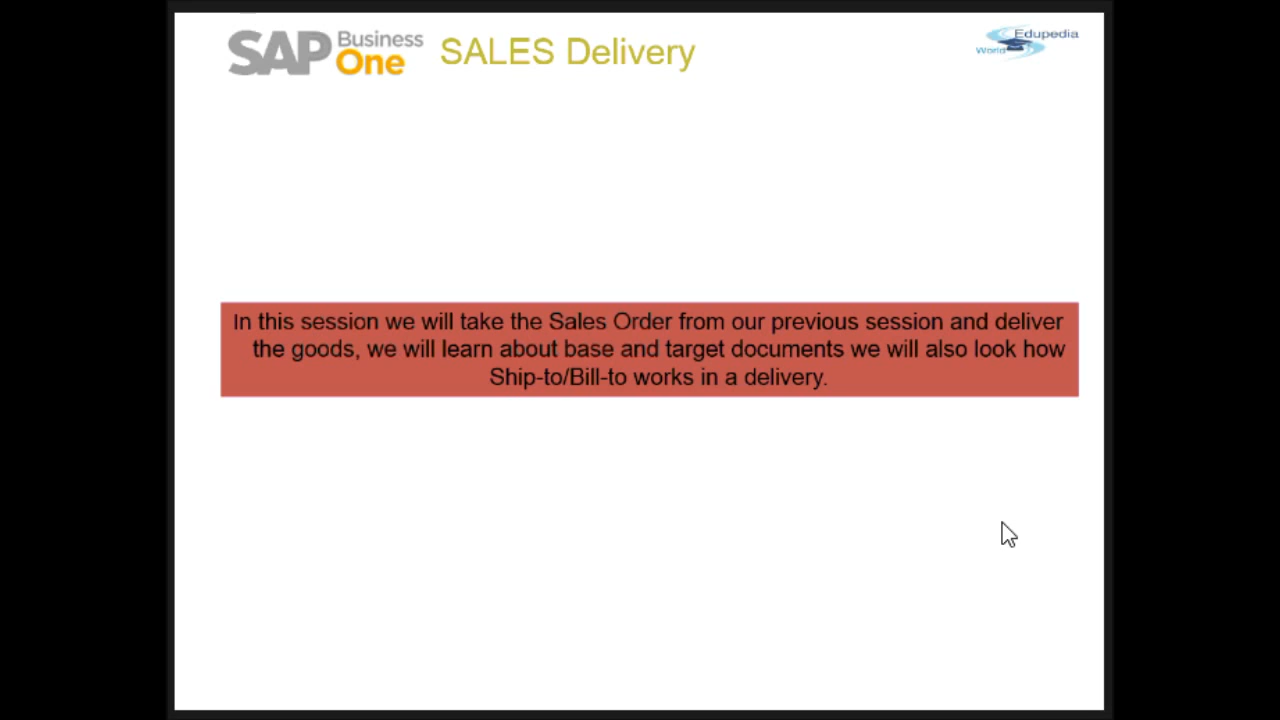 SAP Business One SALES Delivery
World Edupedia
In this session we will take the Sales Order from our previous session and deliver
the goods, we will learn about base and target documents we will also look how
Ship-to/Bill-to works in a delivery.